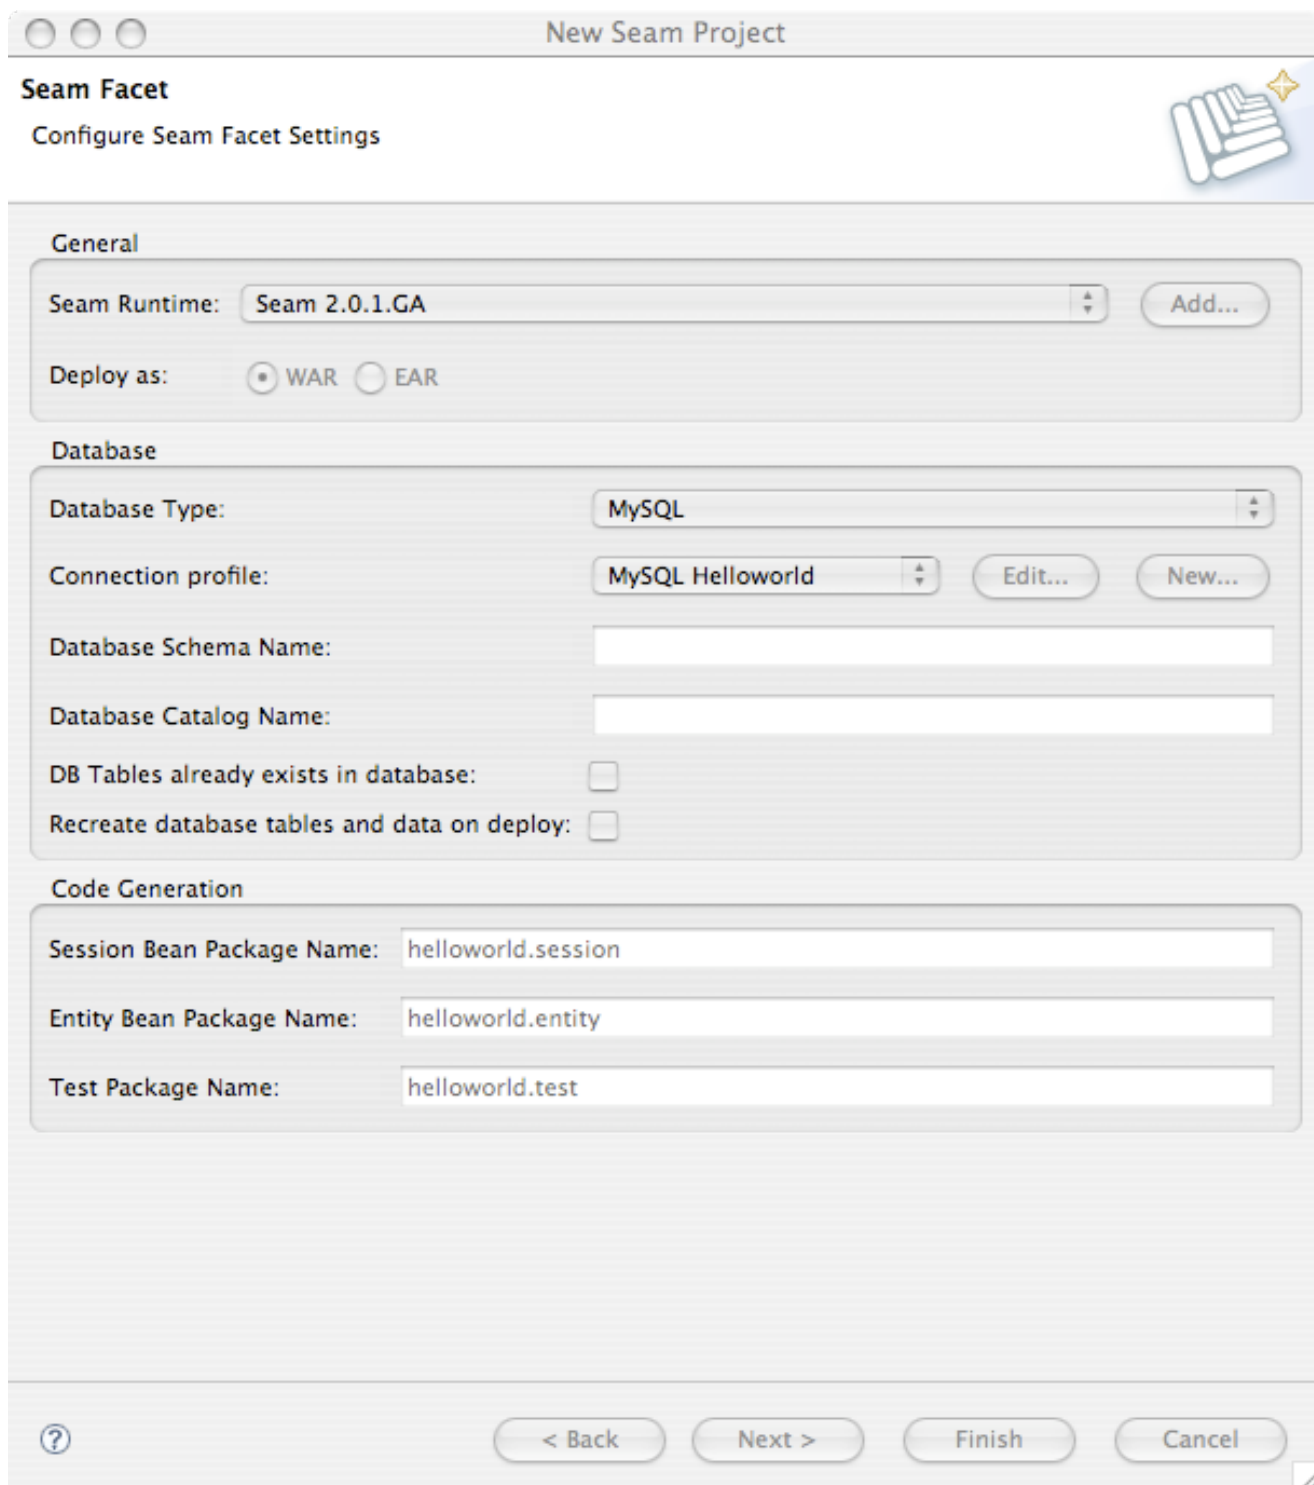 New Seam Project
Seam Facet
Configure Seam Facet Settings
General
Seam Runtime: Seam 2.0.1.GA Add...
Deploy as: WAR EAR
Database
Database Type: MySQL
Connection profile: MySQL Helloworld Edit... New...
Database Schema Name:
Database Catalog Name:
DB Tables already exists in database:
Recreate database tables and data on deploy:
Code Generation
Session Bean Package Name: helloworld.session
Entity Bean Package Name: helloworld.entity
Test Package Name: helloworld.test
? < Back Next > Finish Cancel